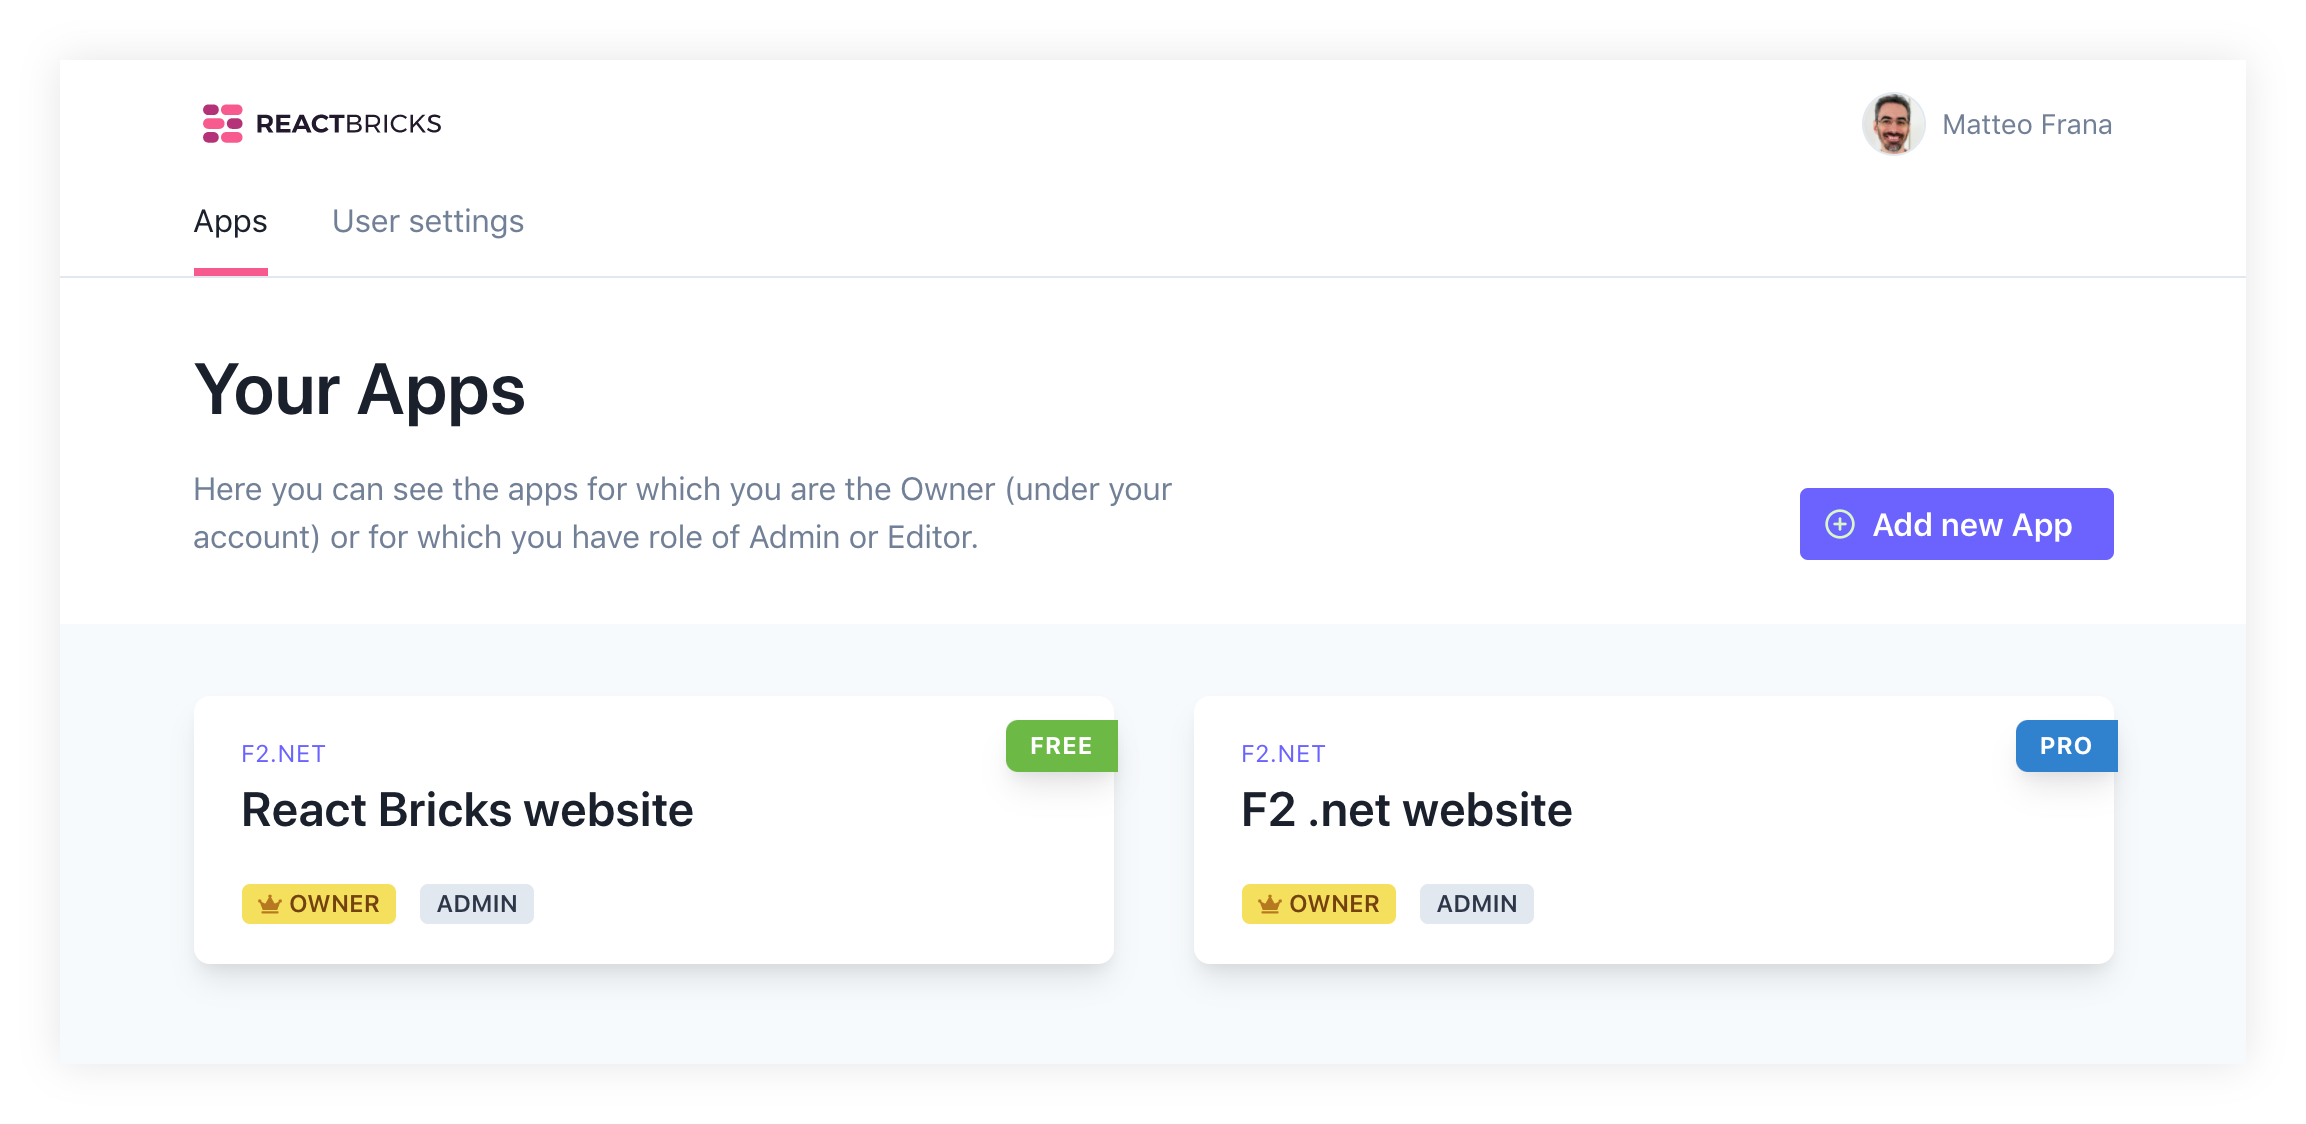 REACTBRICKS
Matteo Frana
Apps
User settings
Your Apps
Here you can see the apps for which you are the Owner (under your
account) or for which you have role of Admin or Editor.
Add new App
F2.NET
FREE
React Bricks website
OWNER
ADMIN
F2.NET
PRO
F2 .net website
OWNER
ADMIN